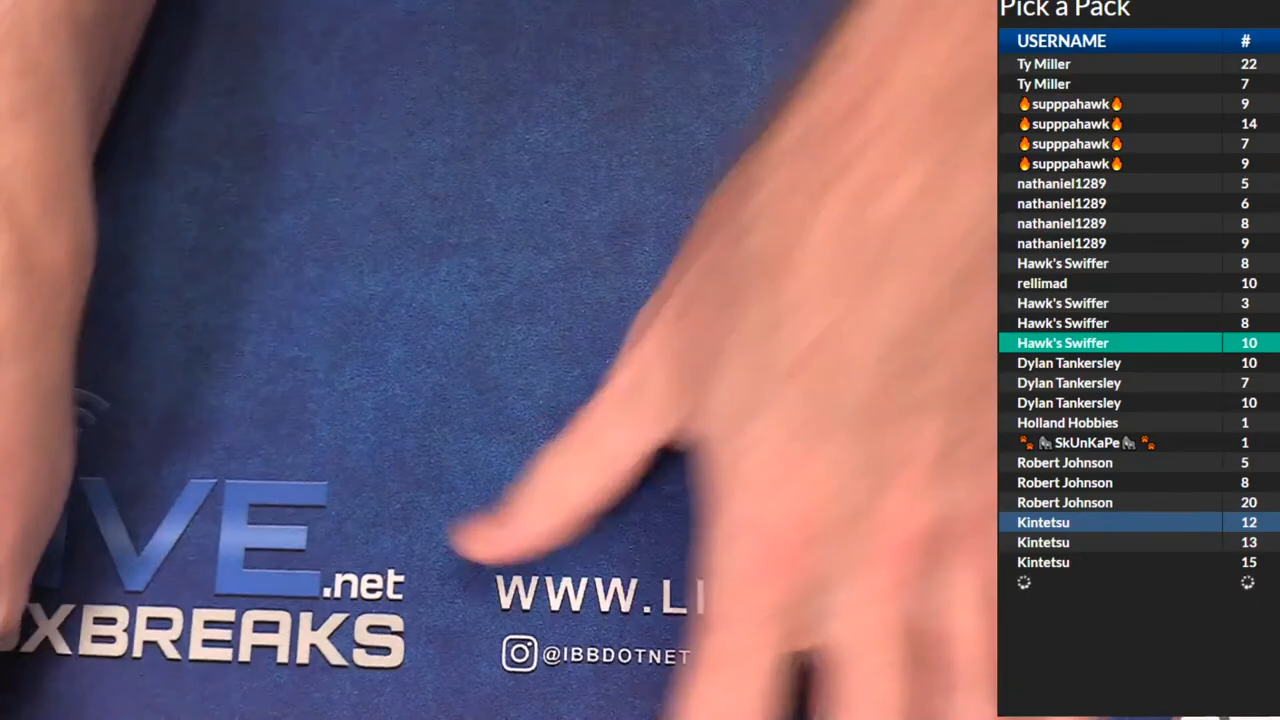 Pick a Pack
USERNAME #
Ty Miller 22
Ty Miller 7
🔥supppahawk🔥 9
🔥supppahawk🔥 14
🔥supppahawk🔥 7
🔥supppahawk🔥 9
nathaniel1289 5
nathaniel1289 6
nathaniel1289 8
nathaniel1289 9
Hawk's Swiffer 8
rellimad 10
Hawk's Swiffer 3
Hawk's Swiffer 8
Hawk's Swiffer 10
Dylan Tankersley 10
Dylan Tankersley 7
Dylan Tankersley 10
Holland Hobbies 1
🐾🦍SkUnKaPe🦍🐾 1
Robert Johnson 5
Robert Johnson 8
Robert Johnson 20
Kintetsu 12
Kintetsu 13
Kintetsu 15
IVE.net
XBREAKS
WWW.LI
@IBBDOTNET